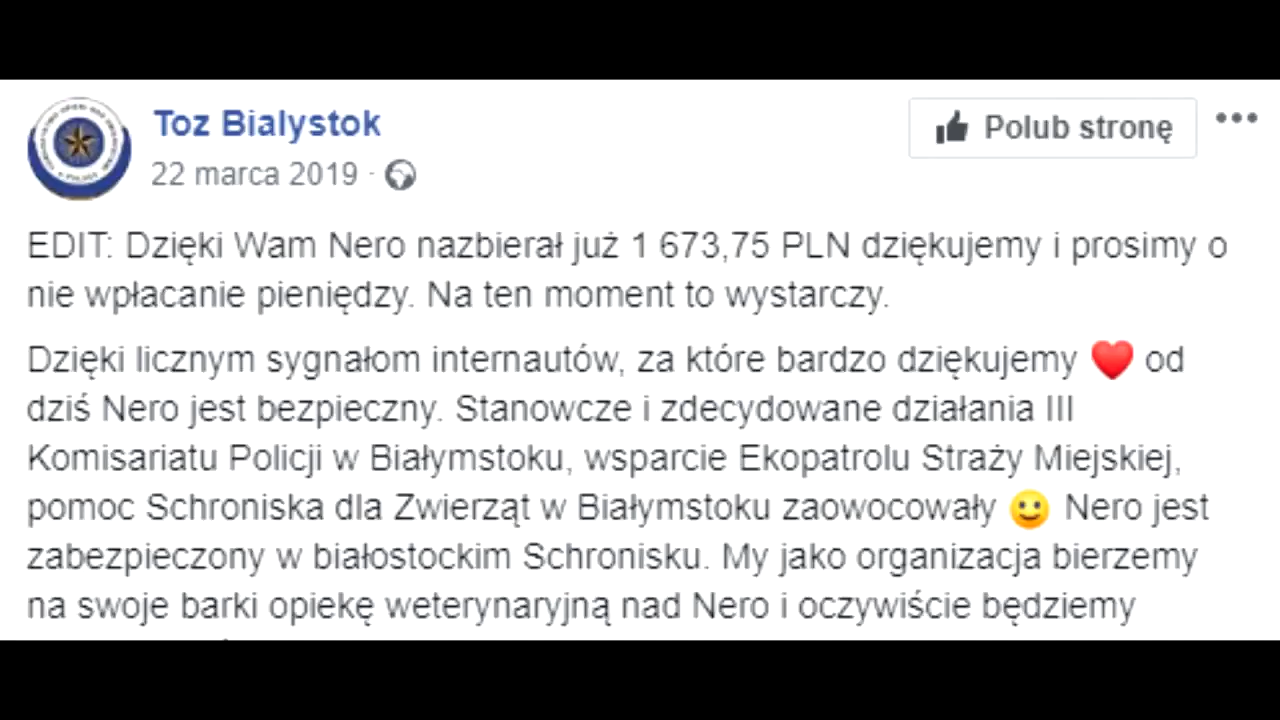 Toz Bialystok
22 marca 2019 ·
Polub stronę
EDIT: Dzięki Wam Nero nazbierał już 1 673,75 PLN dziękujemy i prosimy o
nie wpłacanie pieniędzy. Na ten moment to wystarczy.
Dzięki licznym sygnałom internautów, za które bardzo dziękujemy ❤️ od
dziś Nero jest bezpieczny. Stanowcze i zdecydowane działania III
Komisariatu Policji w Białymstoku, wsparcie Ekopatrolu Straży Miejskiej,
pomoc Schroniska dla Zwierząt w Białymstoku zaowocowały 🙂 Nero jest
zabezpieczony w białostockim Schronisku. My jako organizacja bierzemy
na swoje barki opiekę weterynaryjną nad Nero i oczywiście będziemy